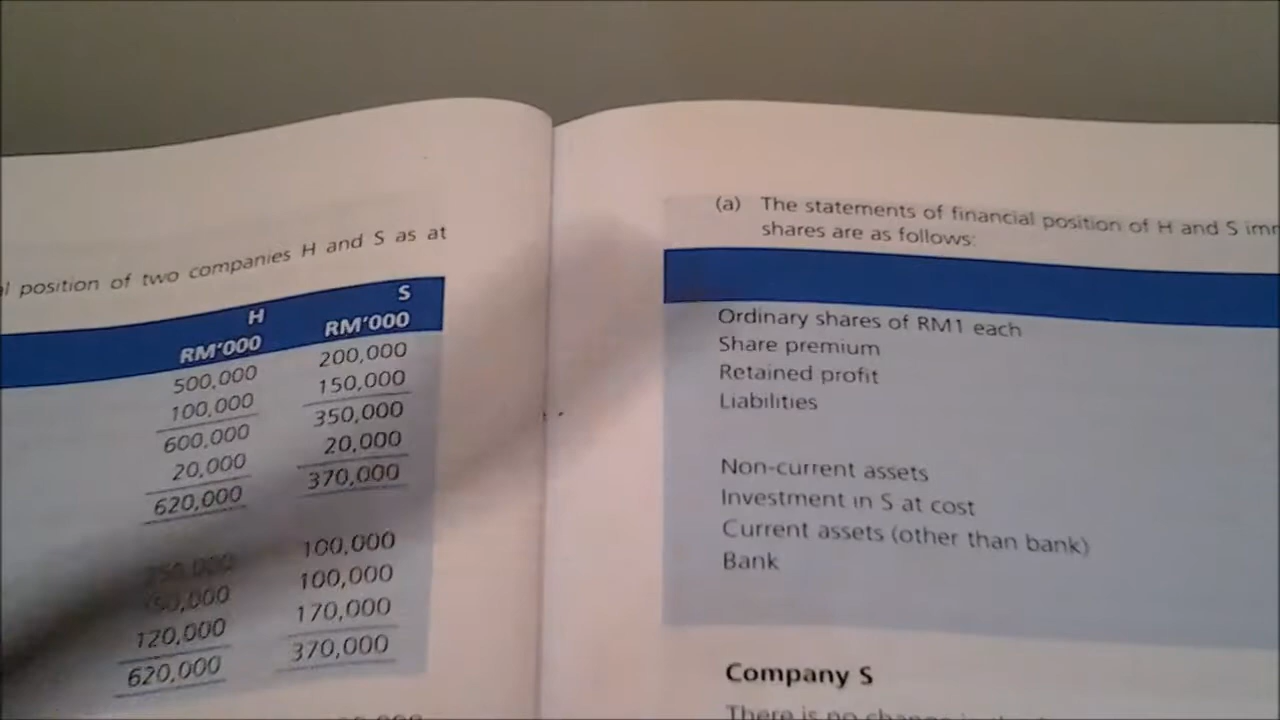 position of two companies H and S as at
H S
RM'000 RM'000
500,000 200,000
100,000 150,000
600,000 350,000
20,000 20,000
620,000 370,000
100,000
100,000
120,000 170,000
620,000 370,000
(a) The statements of financial position of H and S
shares are as follows:
Ordinary shares of RM1 each
Share premium
Retained profit
Liabilities
Non-current assets
Investment in S at cost
Current assets (other than bank)
Bank
Company S
There is no